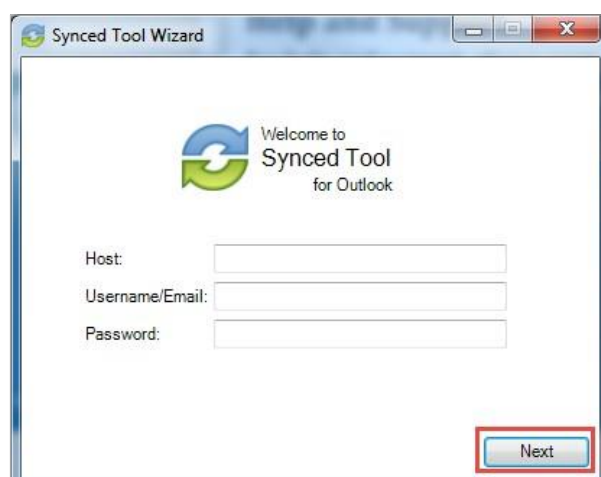 Synced Tool Wizard
Welcome to
Synced Tool
for Outlook
Host:
Username/Email:
Password:
Next